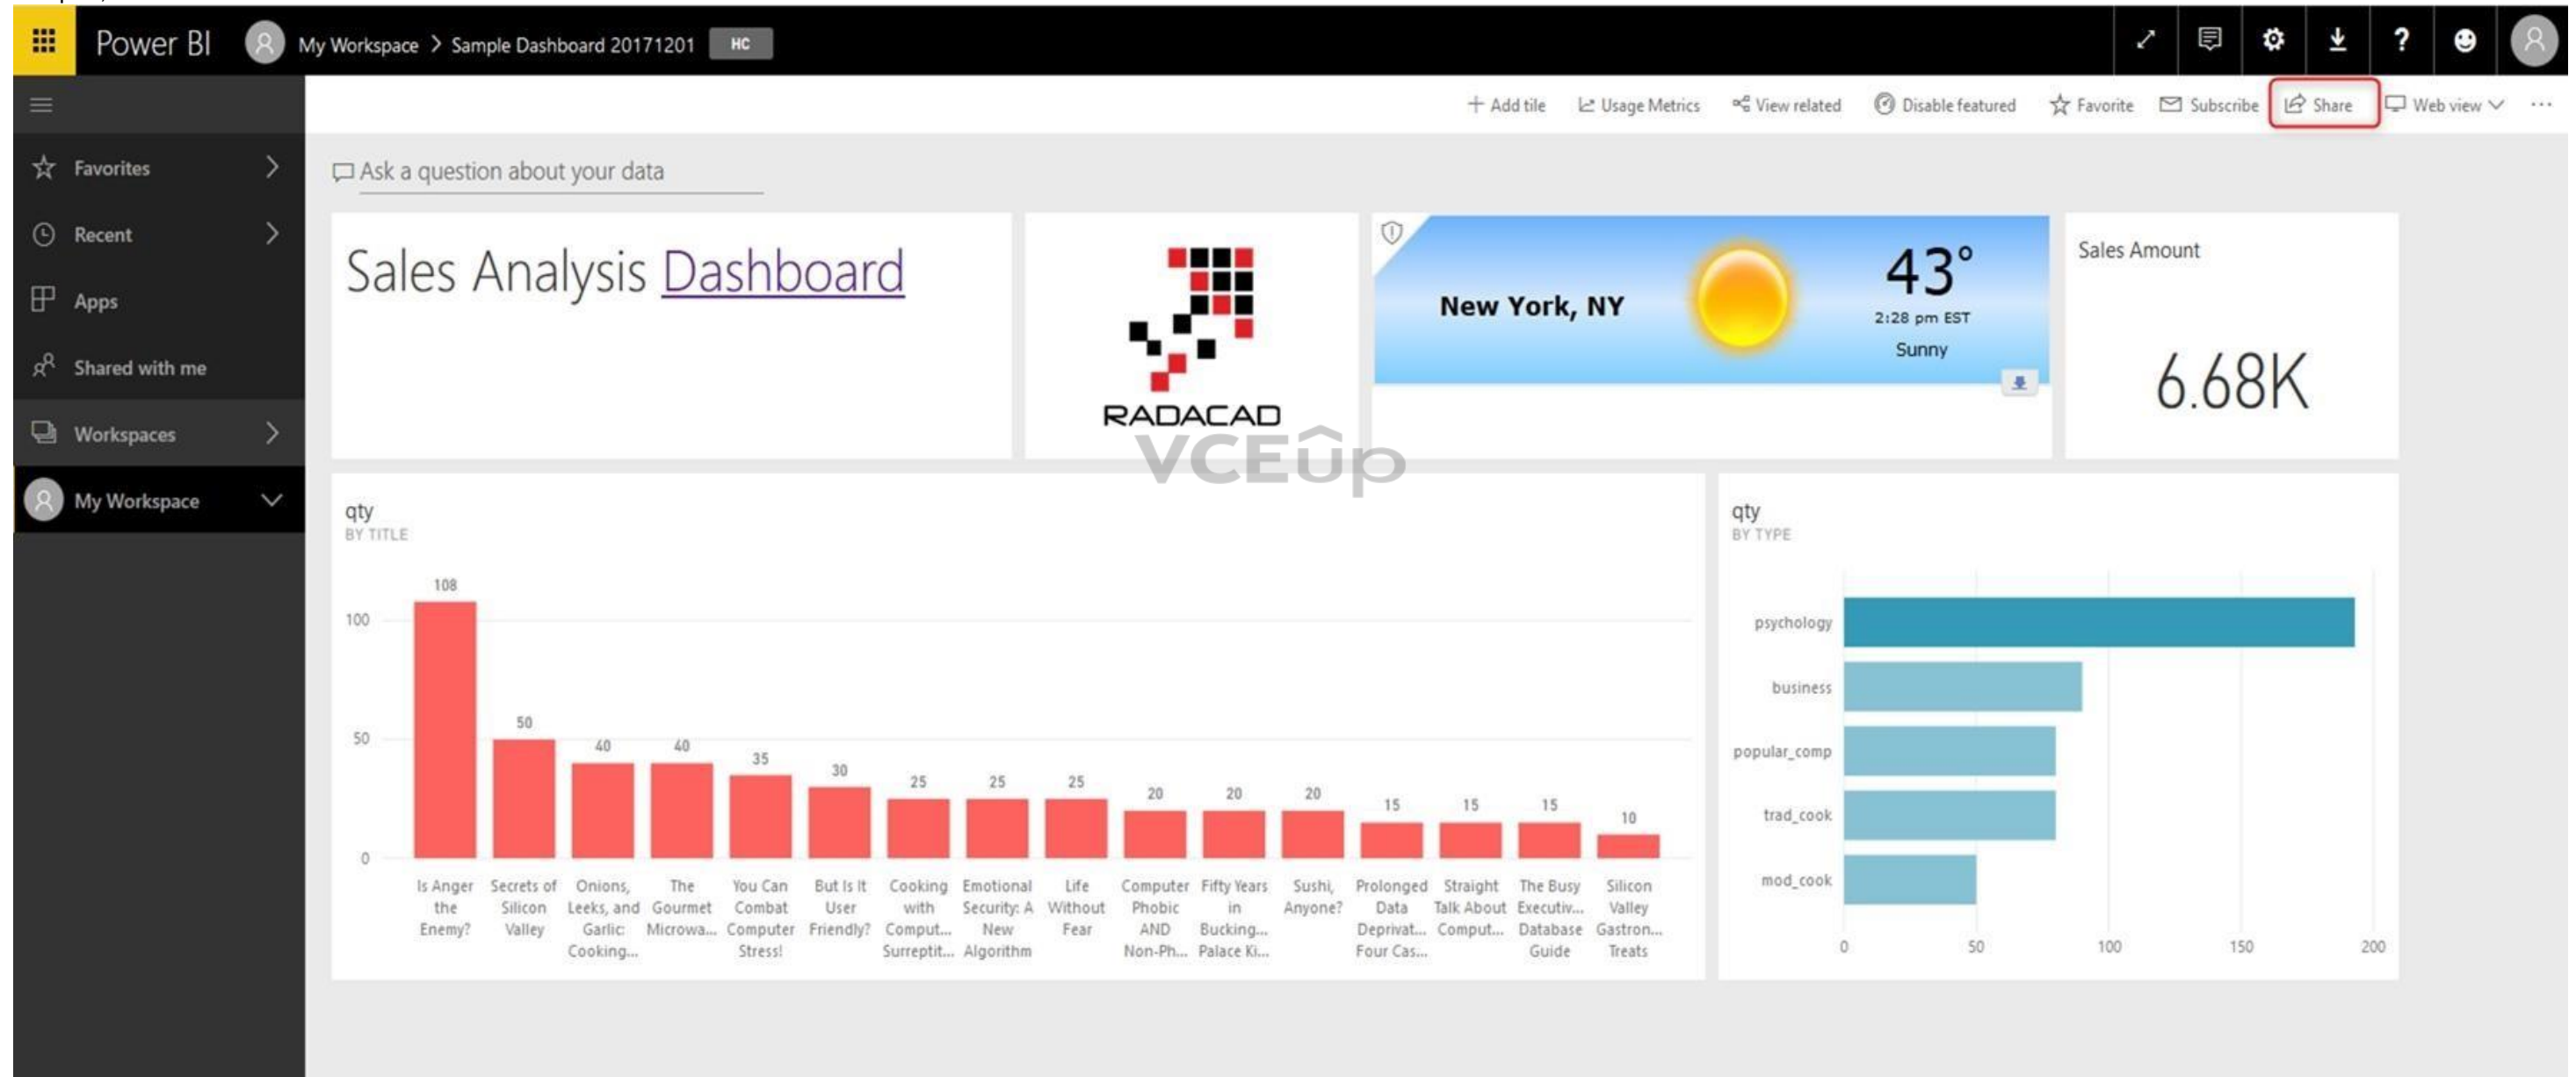 Power BI
My Workspace > Sample Dashboard 20171201 HC
?
+ Add tile Usage Metrics View related Disable featured Favorite Subscribe Share Web view ...
Favorites
Recent
Apps
Shared with me
Workspaces
My Workspace
Ask a question about your data
Sales Analysis Dashboard
RADACAD
New York, NY
43°
2:28 pm EST
Sunny
Sales Amount
6.68K
VCEûp
qty
BY TITLE
100
50
0
108
50
40
40
35
30
25
25
25
20
20
20
15
15
15
10
Is Anger the Enemy?
Secrets of Silicon Valley
Onions, Leeks, and Garlic: Cooking...
The Gourmet Microwa...
You Can Combat Computer Stress!
But Is It User Friendly?
Cooking with Comput... Surreptit...
Emotional Security: A New Algorithm
Life Without Fear
Computer Phobic AND Non-Ph...
Fifty Years in Bucking... Palace Ki...
Sushi, Anyone?
Prolonged Data Deprivat... Four Cas...
Straight Talk About Comput...
The Busy Executiv... Database Guide
Silicon Valley Gastron... Treats
qty
BY TYPE
psychology
business
popular_comp
trad_cook
mod_cook
0 50 100 150 200